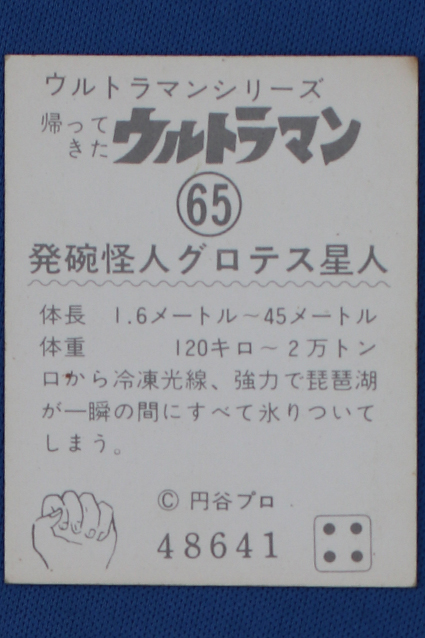 ウルトラマンシリーズ
帰って
きた
ウルトラマン
65
発碗怪人グロテス星人
体長 1.6メートル～45メートル
体重 120キロ～2万トン
口から冷凍光線、強力で琵琶湖
が一瞬の間にすべて氷りついて
しまう。
© 円谷プロ
48641